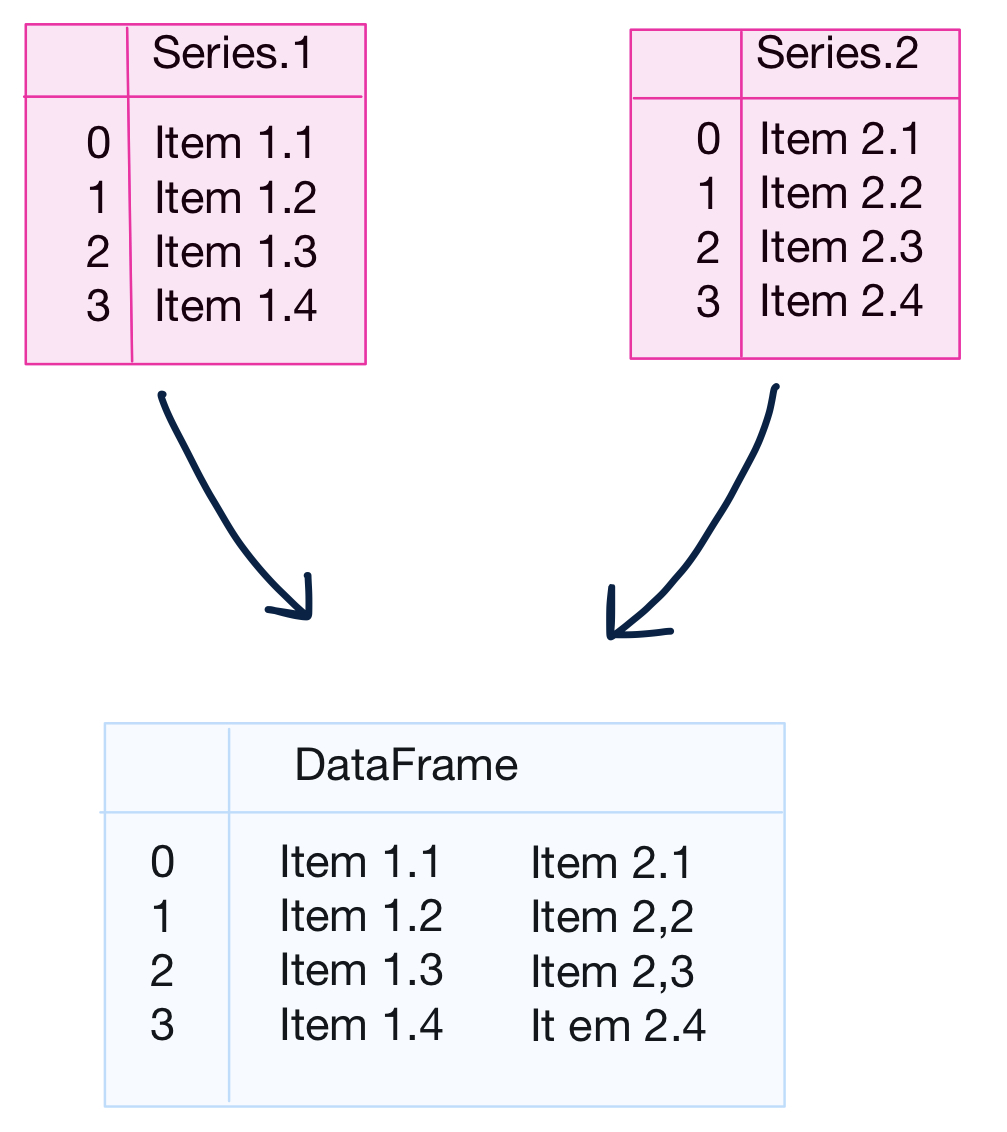 Series.1
0 Item 1.1
1 Item 1.2
2 Item 1.3
3 Item 1.4
Series.2
0 Item 2.1
1 Item 2.2
2 Item 2.3
3 Item 2.4
DataFrame
0 Item 1.1 Item 2.1
1 Item 1.2 Item 2,2
2 Item 1.3 Item 2,3
3 Item 1.4 It em 2.4